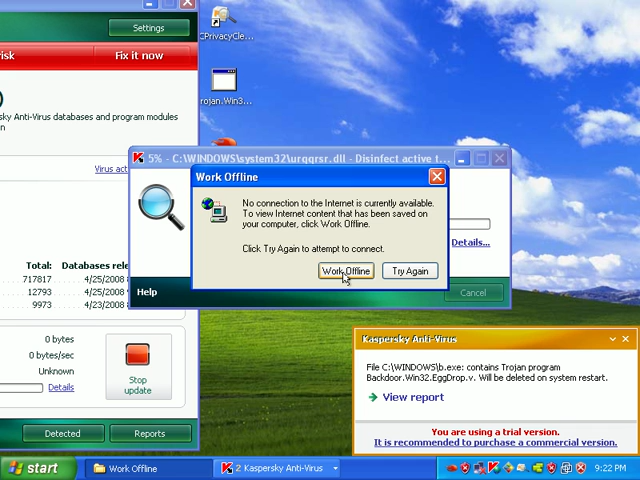 Settings
risk
Fix it now
CPrivacyCle...
rojan.Win3...
sky Anti-Virus databases and program modules
n
Virus act
5% - C:\WINDOWS\system32\urqqrsr.dll - Disinfect active t...
Work Offline
No connection to the Internet is currently available.
To view Internet content that has been saved on
your computer, click Work Offline.
Click Try Again to attempt to connect.
Work Offline
Try Again
Details...
Help
Cancel
Total:
Databases rele
717817
4/25/2008
12793
4/25/2008
9973
4/23/2008
0 bytes
0 bytes/sec
Unknown
Details
Stop
update
Detected
Reports
Kaspersky Anti-Virus
File C:\WINDOWS\b.exe: contains Trojan program
Backdoor.Win32.EggDrop.v. Will be deleted on system restart.
View report
You are using a trial version.
It is recommended to purchase a commercial version.
start
Work Offline
2 Kaspersky Anti-Virus
9:22 PM